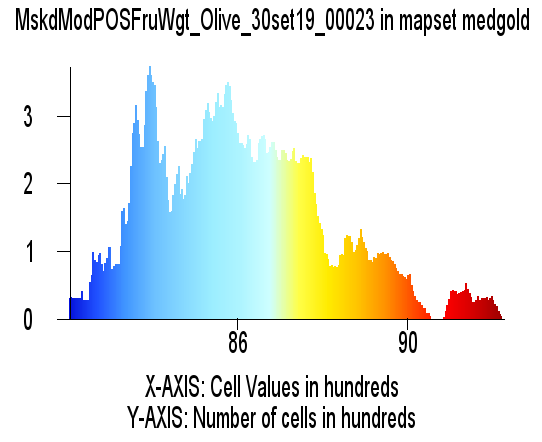 MskdModPOSFruWgt_Olive_30set19_00023 in mapset medgold
3
2
1
0
86
90
X-AXIS: Cell Values in hundreds
Y-AXIS: Number of cells in hundreds